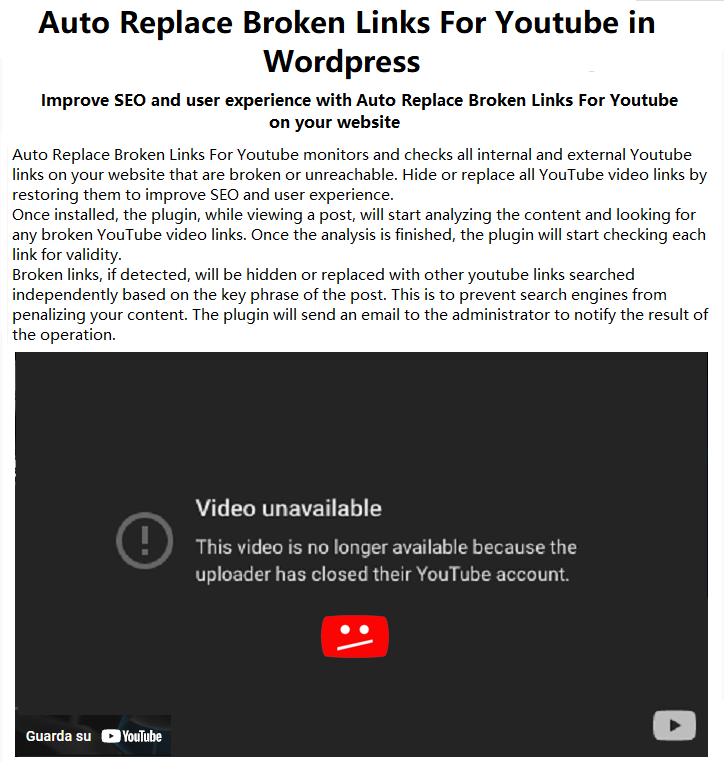 Auto Replace Broken Links For Youtube in
Wordpress
Improve SEO and user experience with Auto Replace Broken Links For Youtube
on your website
Auto Replace Broken Links For Youtube monitors and checks all internal and external Youtube
links on your website that are broken or unreachable. Hide or replace all YouTube video links by
restoring them to improve SEO and user experience.
Once installed, the plugin, while viewing a post, will start analyzing the content and looking for
any broken YouTube video links. Once the analysis is finished, the plugin will start checking each
link for validity.
Broken links, if detected, will be hidden or replaced with other youtube links searched
independently based on the key phrase of the post. This is to prevent search engines from
penalizing your content. The plugin will send an email to the administrator to notify the result of
the operation.
Video unavailable
This video is no longer available because the
uploader has closed their YouTube account.
Guarda su YouTube